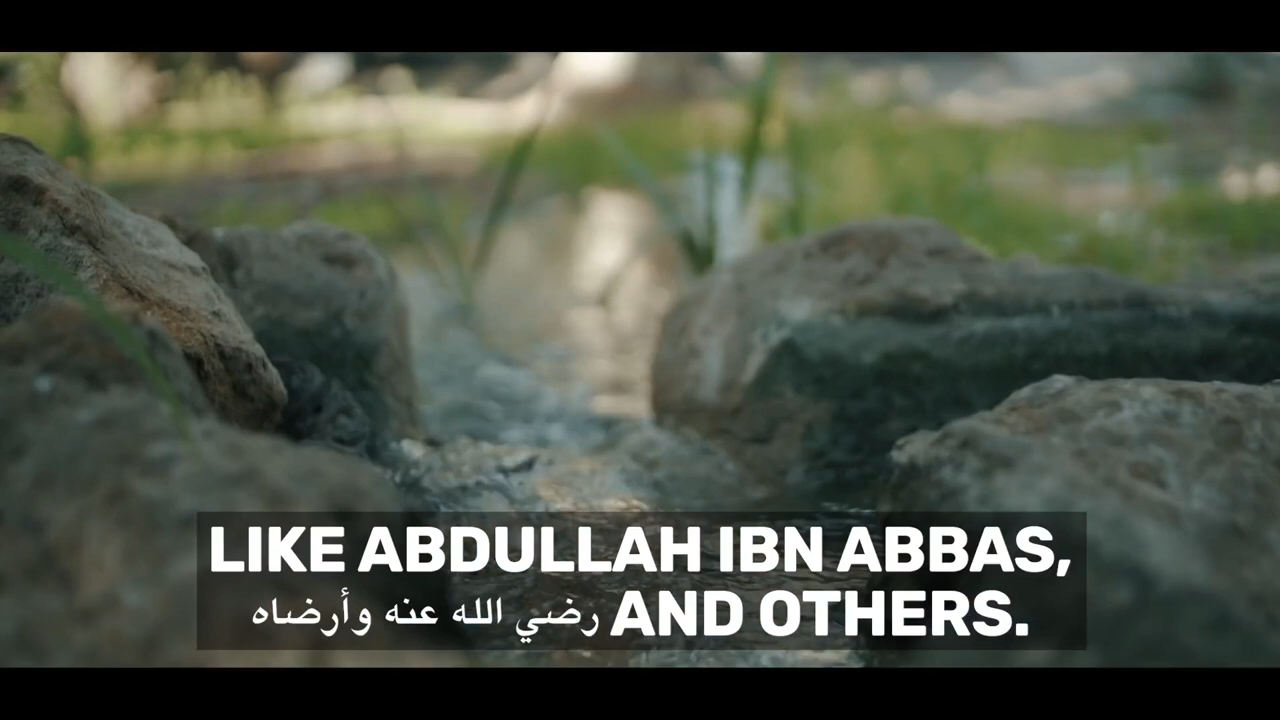 LIKE ABDULLAH IBN ABBAS,
رضي الله عنه وأرضاه AND OTHERS.